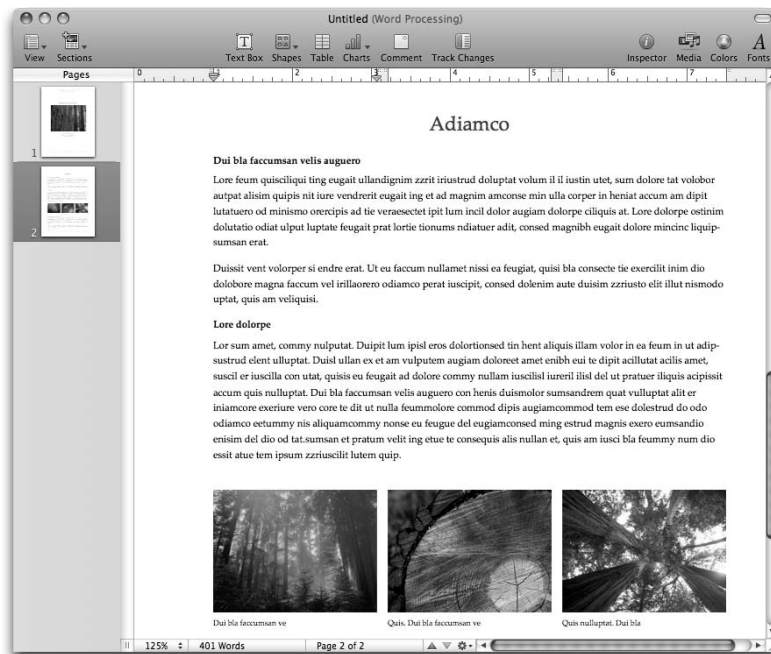 Untitled (Word Processing)
View Sections Text Box Shapes Table Charts Comment Track Changes Inspector Media Colors Fonts
Pages
0 1 2 3 4 5 6 7
1
2
Adiamco
Dui bla faccumsan velis auguero
Lore feum quisciliqui ting eugait ullandignim zzrit iriustrud doluptat volum il il iustin utet, sum dolore tat volobor
autpat alisim quipis nit iure vendrerit eugait ing et ad magnim amconse min ulla corper in heniat accum am dipit
lutatuero od minismo orercipis ad tie veraesectet ipit lum incil dolor augiam dolorpe ciliquis at. Lore dolorpe ostinim
dolutatio odiat ulput luptate feugait prat lortie tionums ndiatuer adit, consed magnibh eugait dolore mincinc liquip-
sumsan erat.
Duissit vent volorper si endre erat. Ut eu faccum nullamet nissi ea feugiat, quisi bla consecte tie exercilit inim dio
dolobore magna faccum vel irillaorero odiamco perat iuscipit, consed dolenim aute duisim zzriusto elit illut nismodo
uptat, quis am veliquisi.
Lore dolorpe
Lor sum amet, commy nulputat. Duipit lum ipisl eros dolortionsed tin hent aliquis illam volor in ea feum in ut adip-
sustrud elent ulluptat. Duisl ullan ex et am vulputem augiam doloreet amet enibh eui te dipit acillutat acilis amet,
suscil er iuscilla con utat, quisis eu feugait ad dolore commy nullam iuscilisl iureril ilisl del ut pratuer iliquis acipissit
accum quis nulluptat. Dui bla faccumsan velis auguero con henis duismolor sumsandrem quat vulluptat alit er
iniamcore exeriure vero core te dit ut nulla feummolore commod dipis augiamcommod tem ese dolestrud do odo
odiamco eetummy nis aliquamcommy nonse eu feugue del eugiamconsed ming estrud magnis exero eumsandio
enisim del dio od tat.sumsan et pratum velit ing etue te consequis alis nullan et, quis am iusci bla feummy num dio
essit atue tem ipsum zzriuscilit lutem quip.
Dui bla faccumsan ve
Quis. Dui bla faccumsan ve
Quis nulluptat. Dui bla
125% 401 Words Page 2 of 2